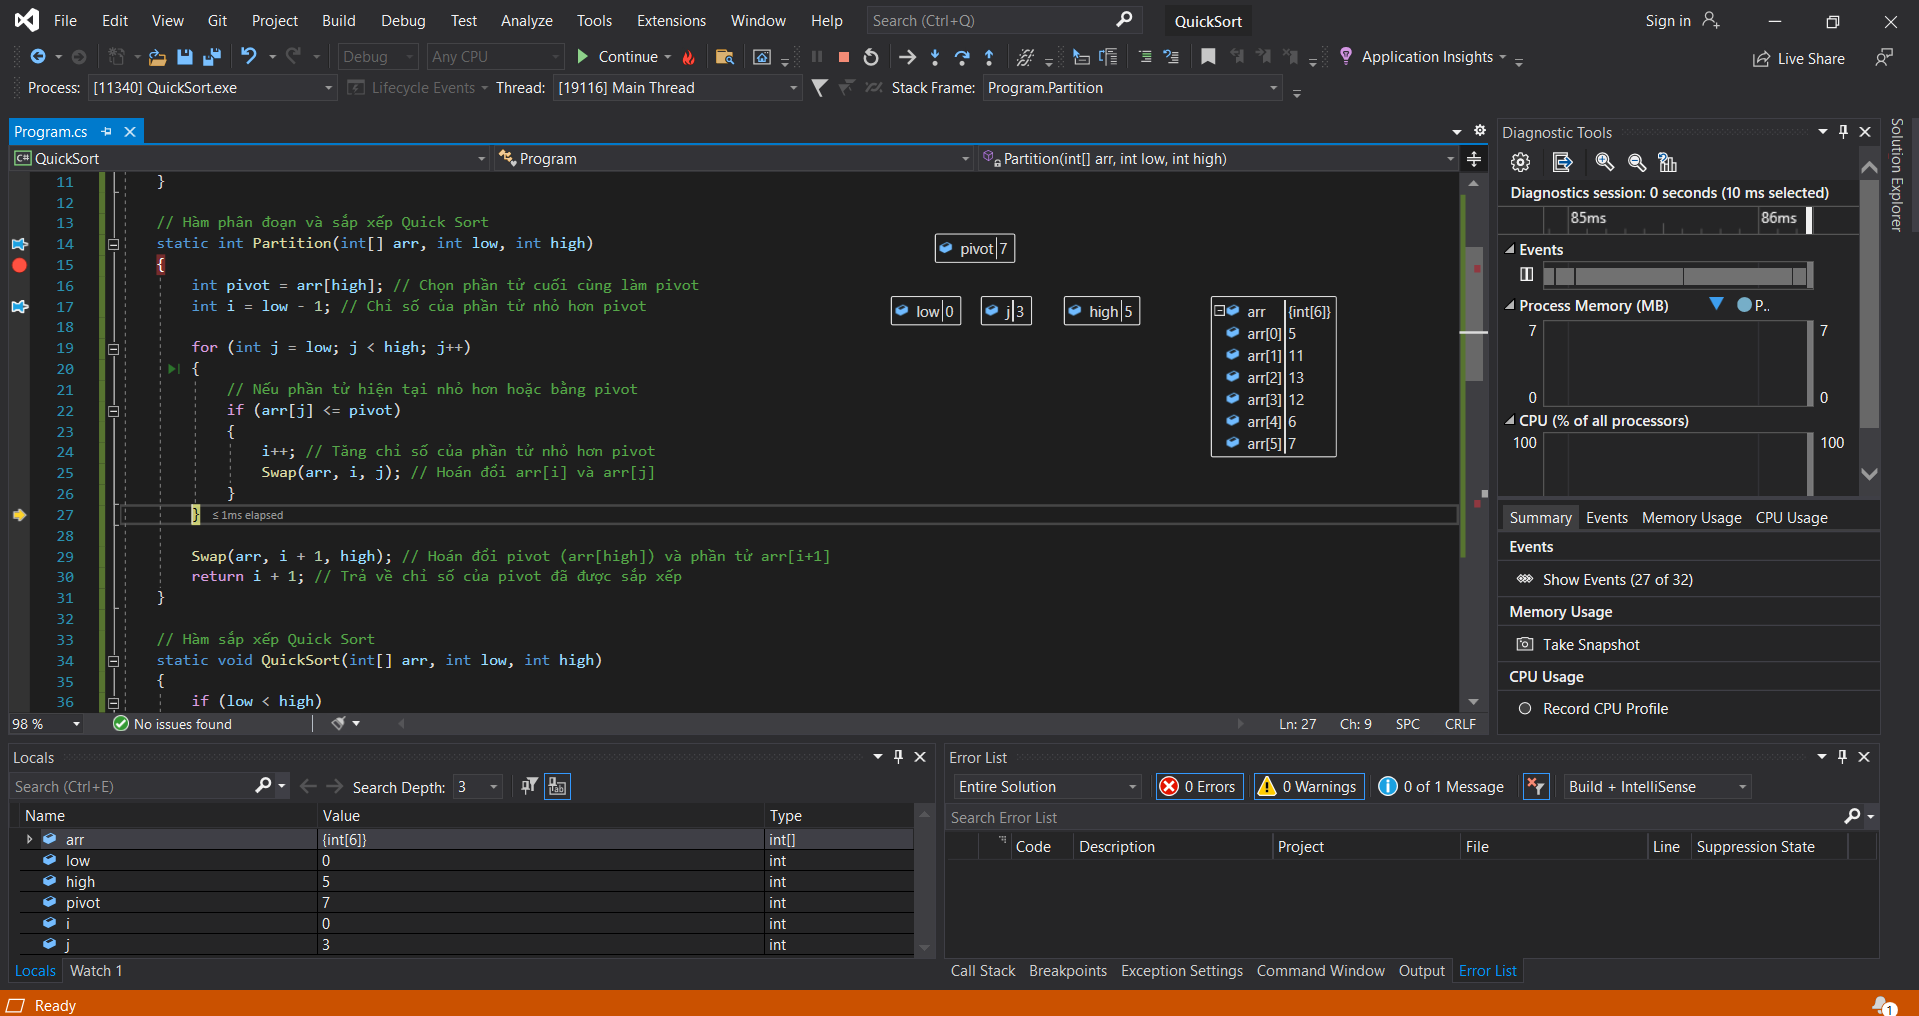 File Edit View Git Project Build Debug Test Analyze Tools Extensions Window Help Search (Ctrl+Q) QuickSort Sign in
Debug Any CPU Continue Application Insights Live Share
Process: [11340] QuickSort.exe Lifecycle Events Thread: [19116] Main Thread Stack Frame: Program.Partition
Program.cs
QuickSort Program Partition(int[] arr, int low, int high)
11 }
12
13 // Hàm phân đoạn và sắp xếp Quick Sort
14 static int Partition(int[] arr, int low, int high)
15 {
16 int pivot = arr[high]; // Chọn phần tử cuối cùng làm pivot
17 int i = low - 1; // Chỉ số của phần tử nhỏ hơn pivot
18
19 for (int j = low; j < high; j++)
20 {
21 // Nếu phần tử hiện tại nhỏ hơn hoặc bằng pivot
22 if (arr[j] <= pivot)
23 {
24 i++; // Tăng chỉ số của phần tử nhỏ hơn pivot
25 Swap(arr, i, j); // Hoán đổi arr[i] và arr[j]
26 }
27 } ≤ 1ms elapsed
28
29 Swap(arr, i + 1, high); // Hoán đổi pivot (arr[high]) và phần tử arr[i+1]
30 return i + 1; // Trả về chỉ số của pivot đã được sắp xếp
31 }
32
33 // Hàm sắp xếp Quick Sort
34 static void QuickSort(int[] arr, int low, int high)
35 {
36 if (low < high)
pivot 7
low 0 j 3 high 5
arr {int[6]}
arr[0] 5
arr[1] 11
arr[2] 13
arr[3] 12
arr[4] 6
arr[5] 7
98 % No issues found Ln: 27 Ch: 9 SPC CRLF
Diagnostic Tools
Diagnostics session: 0 seconds (10 ms selected)
85ms 86ms
Events
Process Memory (MB) P..
7 7
0 0
CPU (% of all processors)
100 100
Summary Events Memory Usage CPU Usage
Events
Show Events (27 of 32)
Memory Usage
Take Snapshot
CPU Usage
Record CPU Profile
Solution Explorer
Locals
Search (Ctrl+E) Search Depth: 3
Name Value Type
arr {int[6]} int[]
low 0 int
high 5 int
pivot 7 int
i 0 int
j 3 int
Locals Watch 1
Error List
Entire Solution 0 Errors 0 Warnings 0 of 1 Message Build + IntelliSense
Search Error List
Code Description Project File Line Suppression State
Call Stack Breakpoints Exception Settings Command Window Output Error List
Ready 1